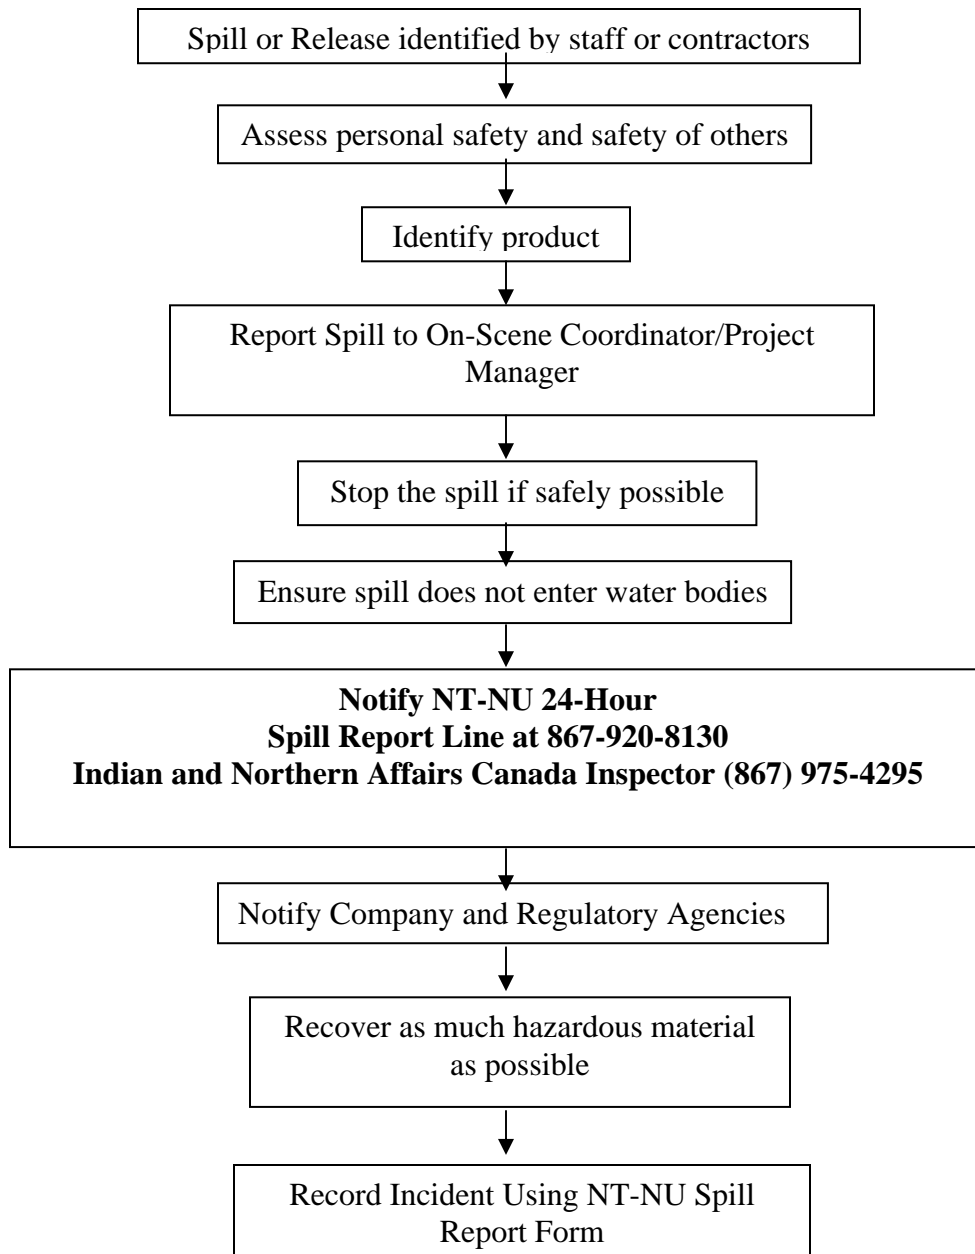 Spill or Release identified by staff or contractors
Assess personal safety and safety of others
Identify product
Report Spill to On-Scene Coordinator/Project
Manager
Stop the spill if safely possible
Ensure spill does not enter water bodies
Notify NT-NU 24-Hour
Spill Report Line at 867-920-8130
Indian and Northern Affairs Canada Inspector (867) 975-4295
Notify Company and Regulatory Agencies
Recover as much hazardous material
as possible
Record Incident Using NT-NU Spill
Report Form